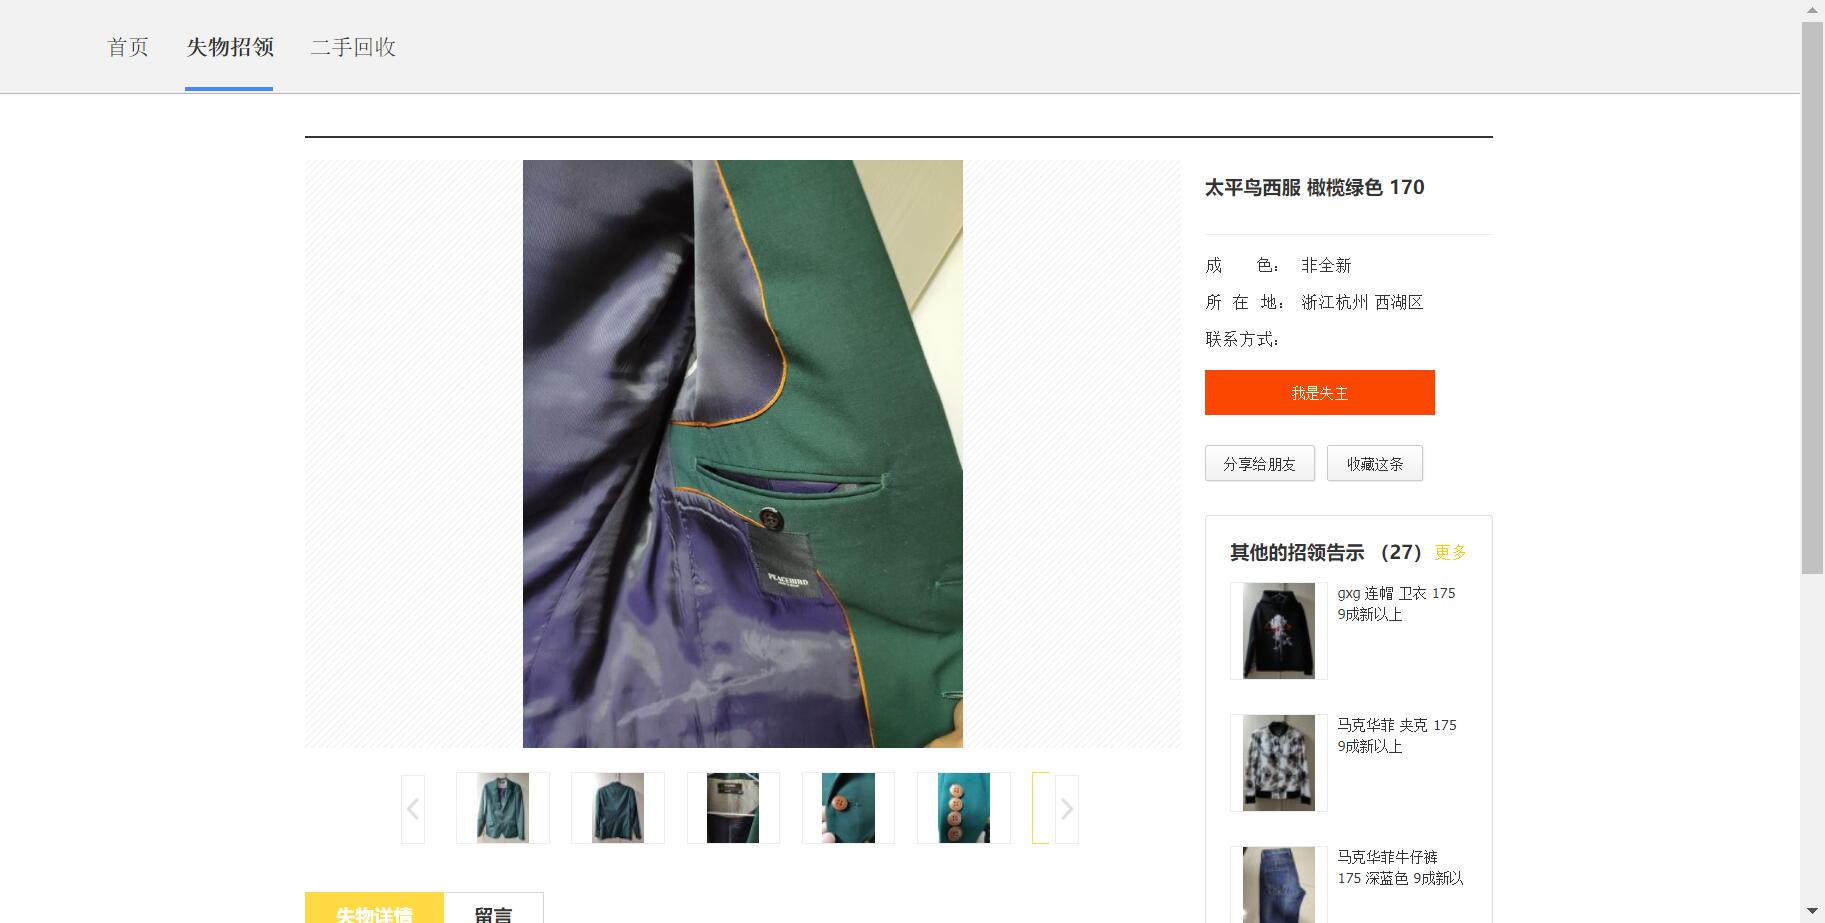 首页 失物招领 二手回收
太平鸟西服 橄榄绿色 170
成 色： 非全新
所 在 地： 浙江杭州 西湖区
联系方式：
我是失主
分享给朋友 收藏这条
其他的招领告示 （27） 更多
gxg 连帽 卫衣 175
9成新以上
马克华菲 夹克 175
9成新以上
马克华菲牛仔裤
175 深蓝色 9成新以
PEACEBIRD
失物详情 留言